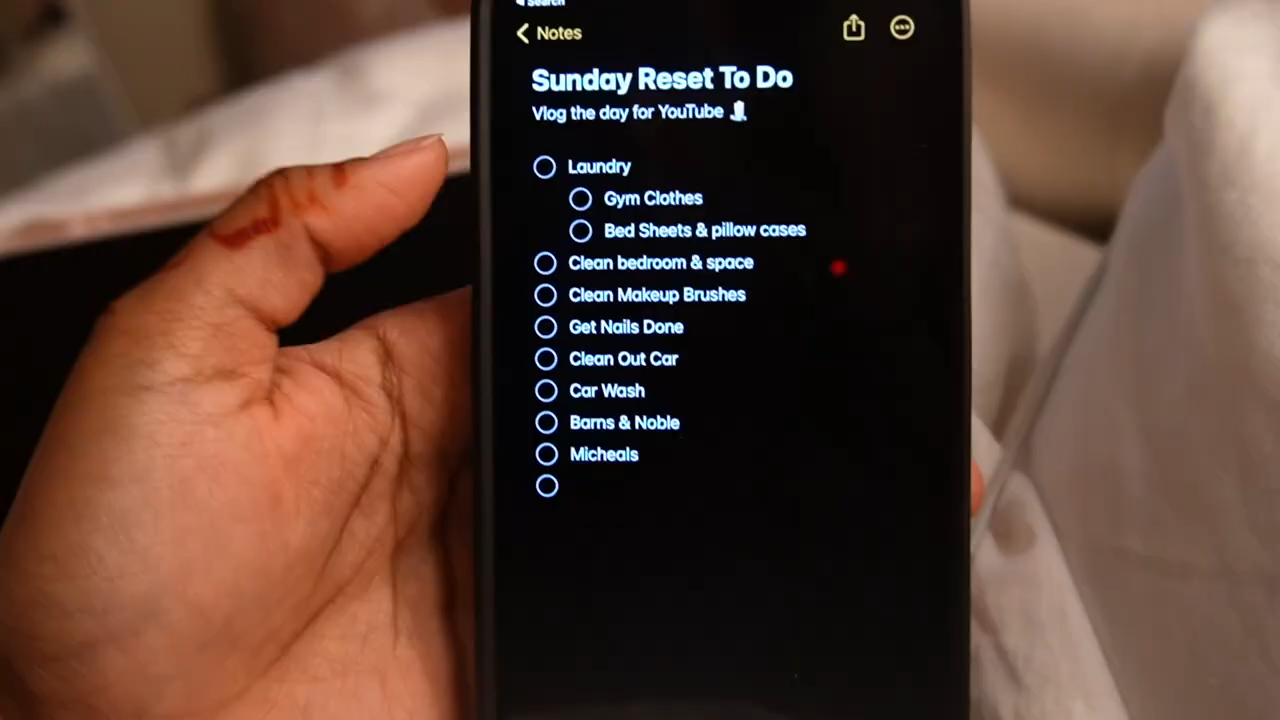 Search
Notes
Sunday Reset To Do
Vlog the day for YouTube
Laundry
Gym Clothes
Bed Sheets & pillow cases
Clean bedroom & space
Clean Makeup Brushes
Get Nails Done
Clean Out Car
Car Wash
Barns & Noble
Micheals